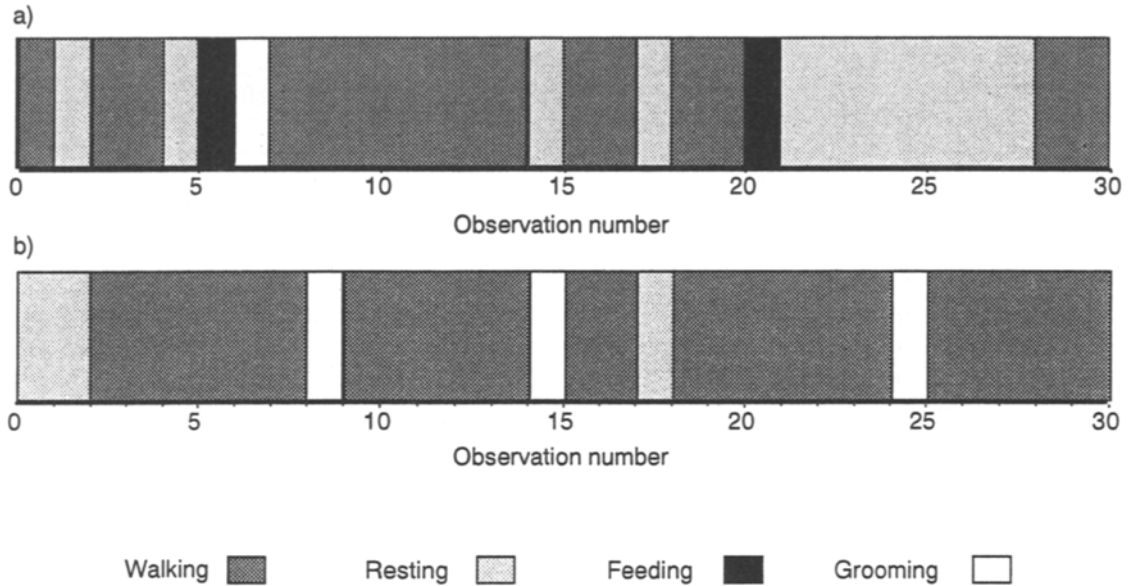 a)
0 5 10 15 20 25 30
Observation number
b)
0 5 10 15 20 25 30
Observation number
Walking Resting Feeding Grooming